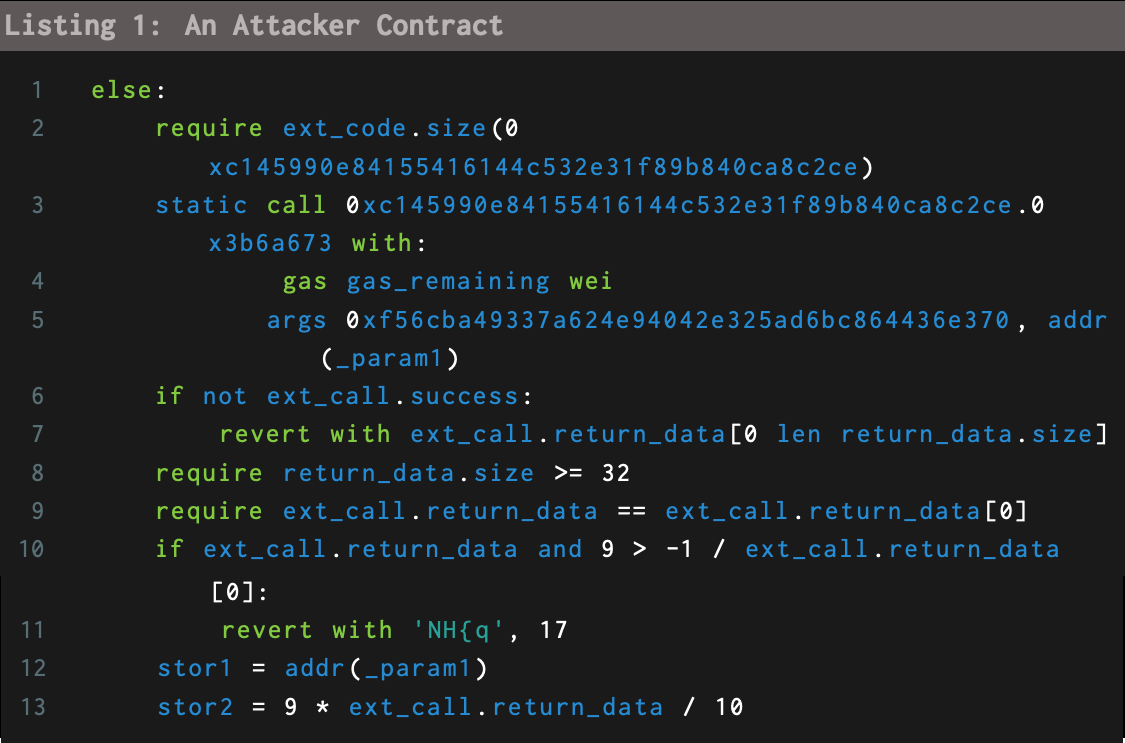 Listing 1: An Attacker Contract
1 else:
2 require ext_code.size(0
xc145990e84155416144c532e31f89b840ca8c2ce)
3 static call 0xc145990e84155416144c532e31f89b840ca8c2ce.0
x3b6a673 with:
4 gas gas_remaining wei
5 args 0xf56cba49337a624e94042e325ad6bc864436e370, addr
(_param1)
6 if not ext_call.success:
7 revert with ext_call.return_data[0 len return_data.size]
8 require return_data.size >= 32
9 require ext_call.return_data == ext_call.return_data[0]
10 if ext_call.return_data and 9 > -1 / ext_call.return_data
[0]:
11 revert with 'NH{q', 17
12 stor1 = addr(_param1)
13 stor2 = 9 * ext_call.return_data / 10